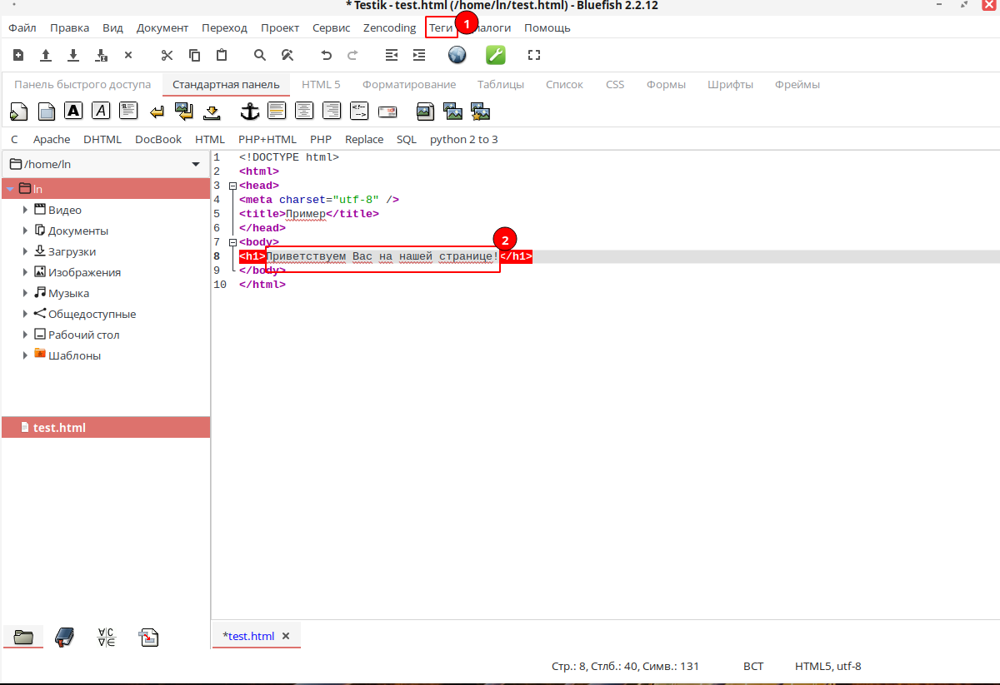 * Testik - test.html (/home/ln/test.html) - Bluefish 2.2.12
Файл Правка Вид Документ Переход Проект Сервис Zencoding Теги 1 алоги Помощь
Панель быстрого доступа Стандартная панель HTML 5 Форматирование Таблицы Список CSS Формы Шрифты Фреймы
C Apache DHTML DocBook HTML PHP+HTML PHP Replace SQL python 2 to 3
/home/ln
ln
Видео
Документы
Загрузки
Изображения
Музыка
Общедоступные
Рабочий стол
Шаблоны
test.html
1 <!DOCTYPE html>
2 <html>
3 <head>
4 <meta charset="utf-8" />
5 <title>Пример</title>
6 </head>
7 <body>
2
8 <h1>Приветствуем Вас на нашей странице!</h1>
9 </body>
10 </html>
*test.html
Стр.: 8, Стлб.: 40, Симв.: 131 ВСТ HTML5, utf-8